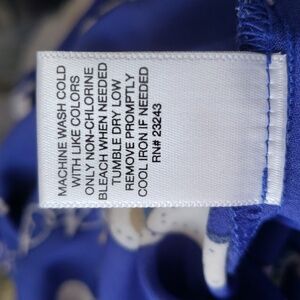 MACHINE WASH COLD
WITH LIKE COLORS
ONLY NON-CHLORINE
BLEACH WHEN NEEDED
TUMBLE DRY LOW
REMOVE PROMPTLY
COOL IRON IF NEEDED
RN# 23243